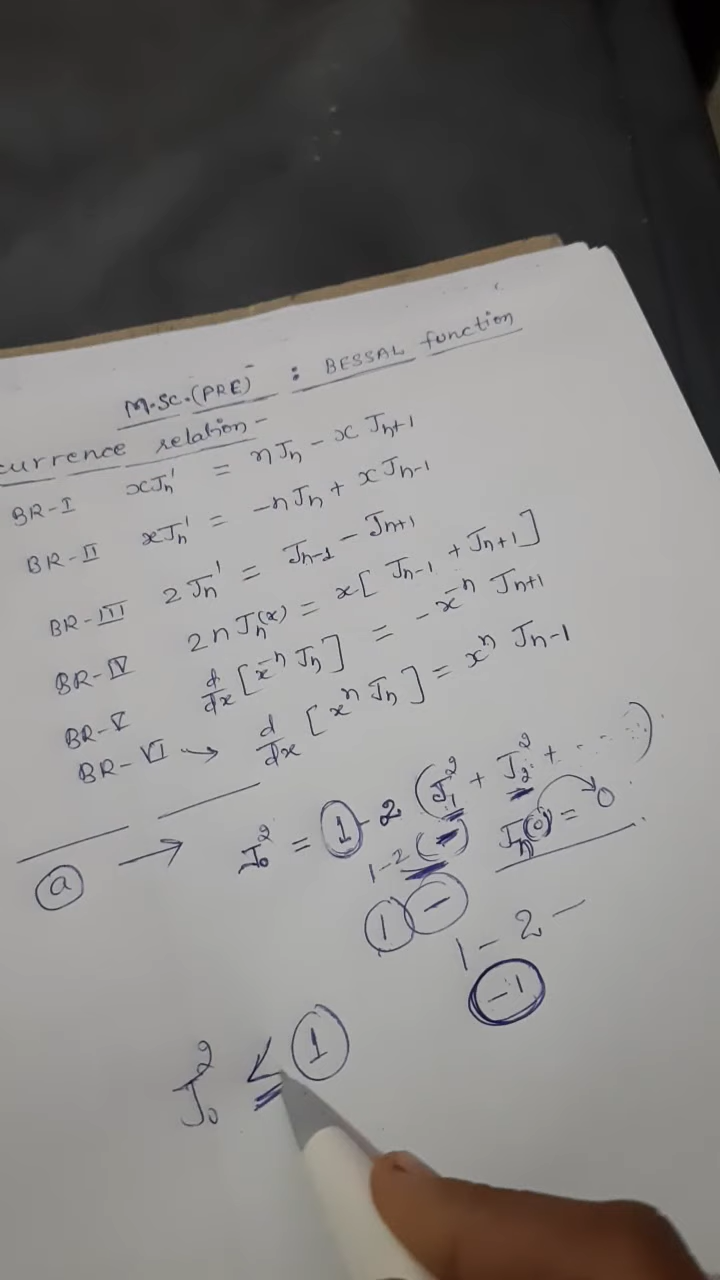 M.Sc.(PRE) : BESSAL function
currence relation-
BR-I xJₙ' = nJₙ - xJₙ₊₁
BR-II xJₙ' = -nJₙ + xJₙ₋₁
BR-III 2Jₙ' = Jₙ₋₁ - Jₙ₊₁
BR-IV 2nJₙ(x) = x[Jₙ₋₁ + Jₙ₊₁]
BR-V d/dx [x⁻ⁿ Jₙ] = -x⁻ⁿ Jₙ₊₁
BR-VI → d/dx [xⁿ Jₙ] = xⁿ Jₙ₋₁
(a) → J₀² = 1 - 2 (J₁² + J₂² + ......)
1-2( ) Jₙ(0) = 0
1 -
1-2-
-1
J₀² ≤ 1